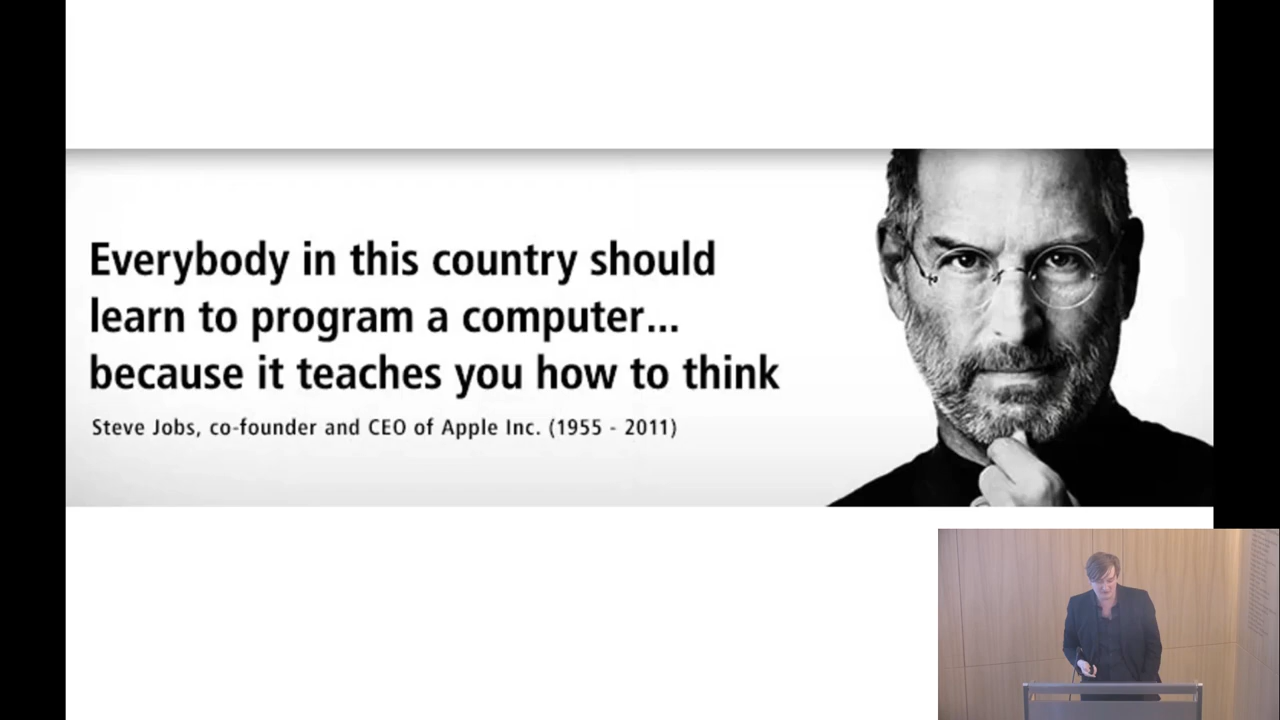 Everybody in this country should
learn to program a computer...
because it teaches you how to think
Steve Jobs, co-founder and CEO of Apple Inc. (1955 - 2011)